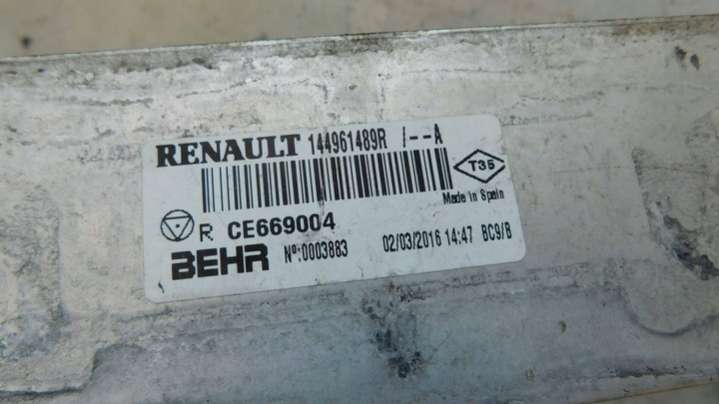 RENAULT 144961489R /--A
T35
Made in Spain
R CE669004
BEHR Nº:0003883 02/03/2016 14:47 BC9/B